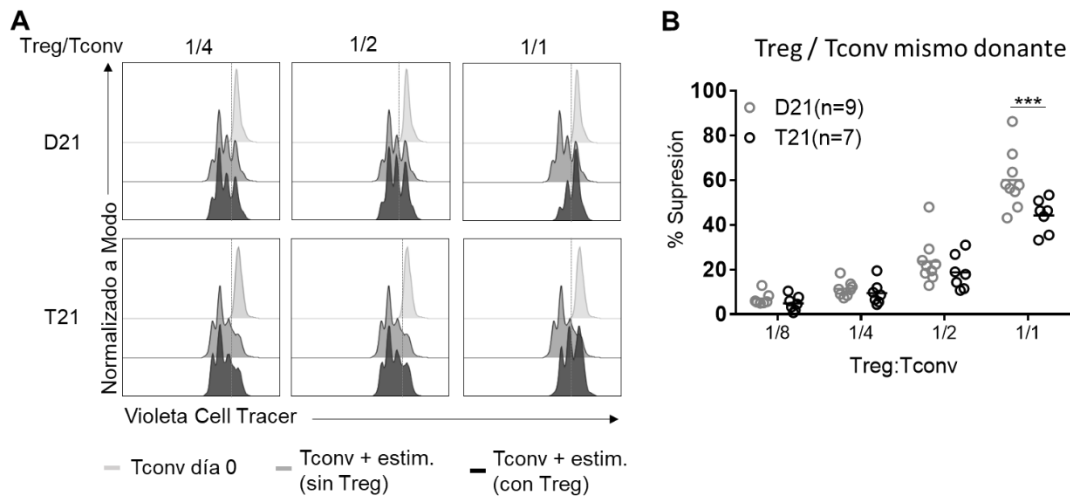 A
Treg/Tconv 1/4 1/2 1/1
D21
T21
Normalizado a Modo
Violeta Cell Tracer
Tconv día 0
Tconv + estim.
(sin Treg)
Tconv + estim.
(con Treg)
B
Treg / Tconv mismo donante
D21(n=9)
T21(n=7)
***
% Supresión
100
80
60
40
20
0
1/8 1/4 1/2 1/1
Treg:Tconv